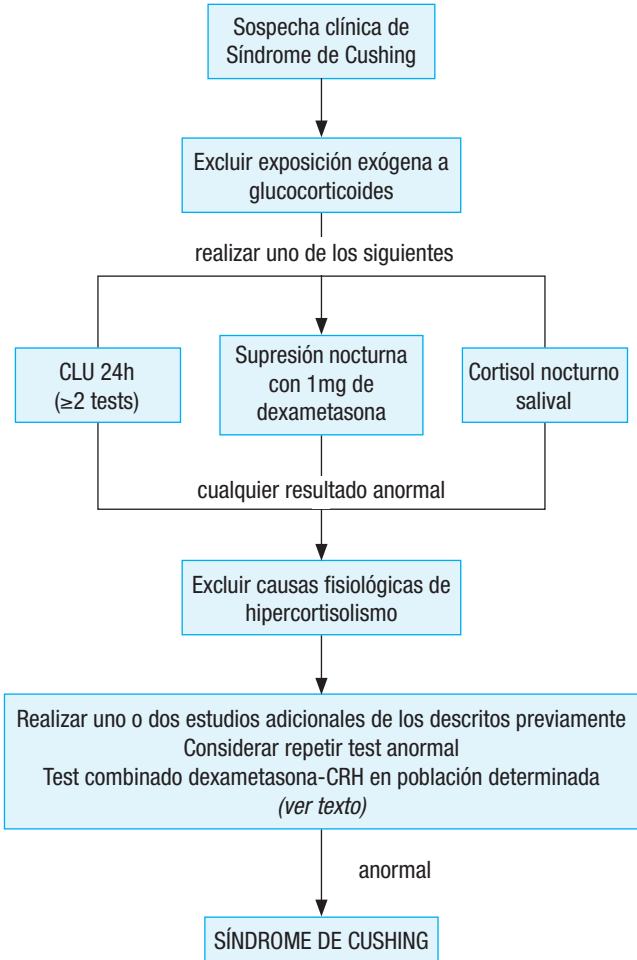 Sospecha clínica de
Síndrome de Cushing
Excluir exposición exógena a
glucocorticoides
realizar uno de los siguientes
CLU 24h
(≥2 tests)
Supresión nocturna
con 1mg de
dexametasona
Cortisol nocturno
salival
cualquier resultado anormal
Excluir causas fisiológicas de
hipercortisolismo
Realizar uno o dos estudios adicionales de los descritos previamente
Considerar repetir test anormal
Test combinado dexametasona-CRH en población determinada
(ver texto)
anormal
SÍNDROME DE CUSHING